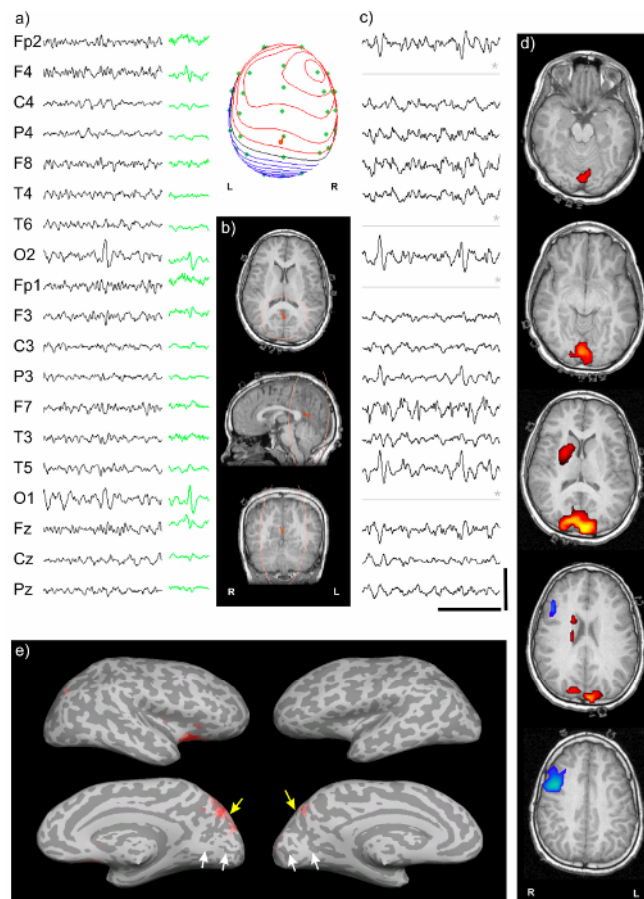 a)
Fp2
F4
C4
P4
F8
T4
T6
O2
Fp1
F3
C3
P3
F7
T3
T5
O1
Fz
Cz
Pz
L R
b)
R L
c)
*
*
*
*
d)
R L
e)